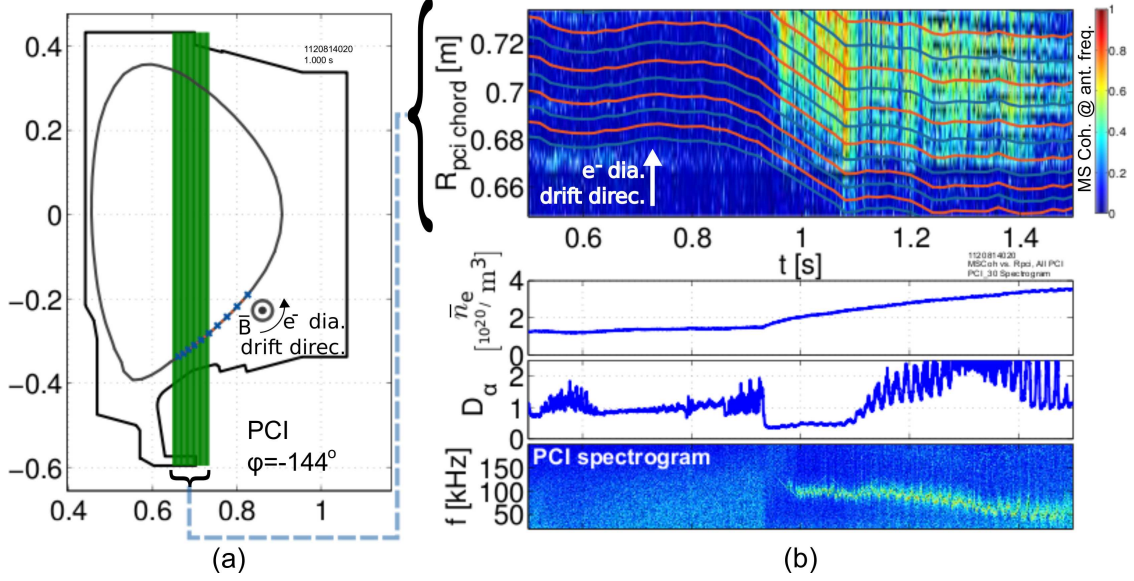 0.4
0.2
0
−0.2
−0.4
−0.6
0.4
0.6
0.8
1
1120814020
1.000 s
B̅
e⁻ dia.
drift direc.
PCI
φ=-144°
(a)
R_pci chord [m]
0.72
0.7
0.68
0.66
e⁻ dia.
drift direc.
0.6
0.8
1
1.2
1.4
t [s]
MS Coh. @ ant. freq.
1
0.8
0.6
0.4
0.2
0
1120814020
MSCoh vs. Rpci, All PCI
PCI_30 Spectrogram
n̅e
[10²⁰/ m³]
4
2
0
Dα
2
1
0
PCI spectrogram
f [kHz]
150
100
50
(b)